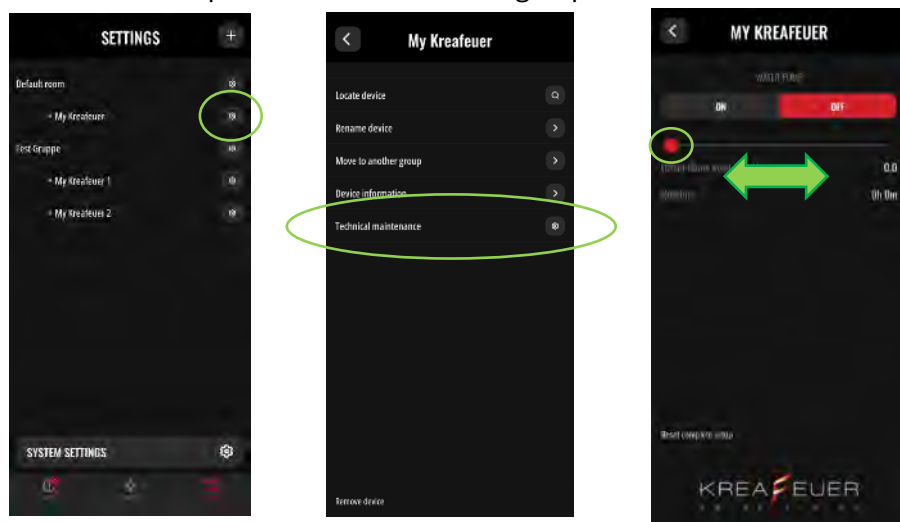 SETTINGS
+
Default room
My Kreafeuer
Test Gruppe
My Kreafeuer 1
My Kreafeuer 2
SYSTEM SETTINGS
My Kreafeuer
Locate device
Rename device
Move to another group
Device information
Technical maintenance
Remove device
MY KREAFEUER
WATER PUMP
ON OFF
0.0
0h 0m
Reset complete setup
KREAFEUER